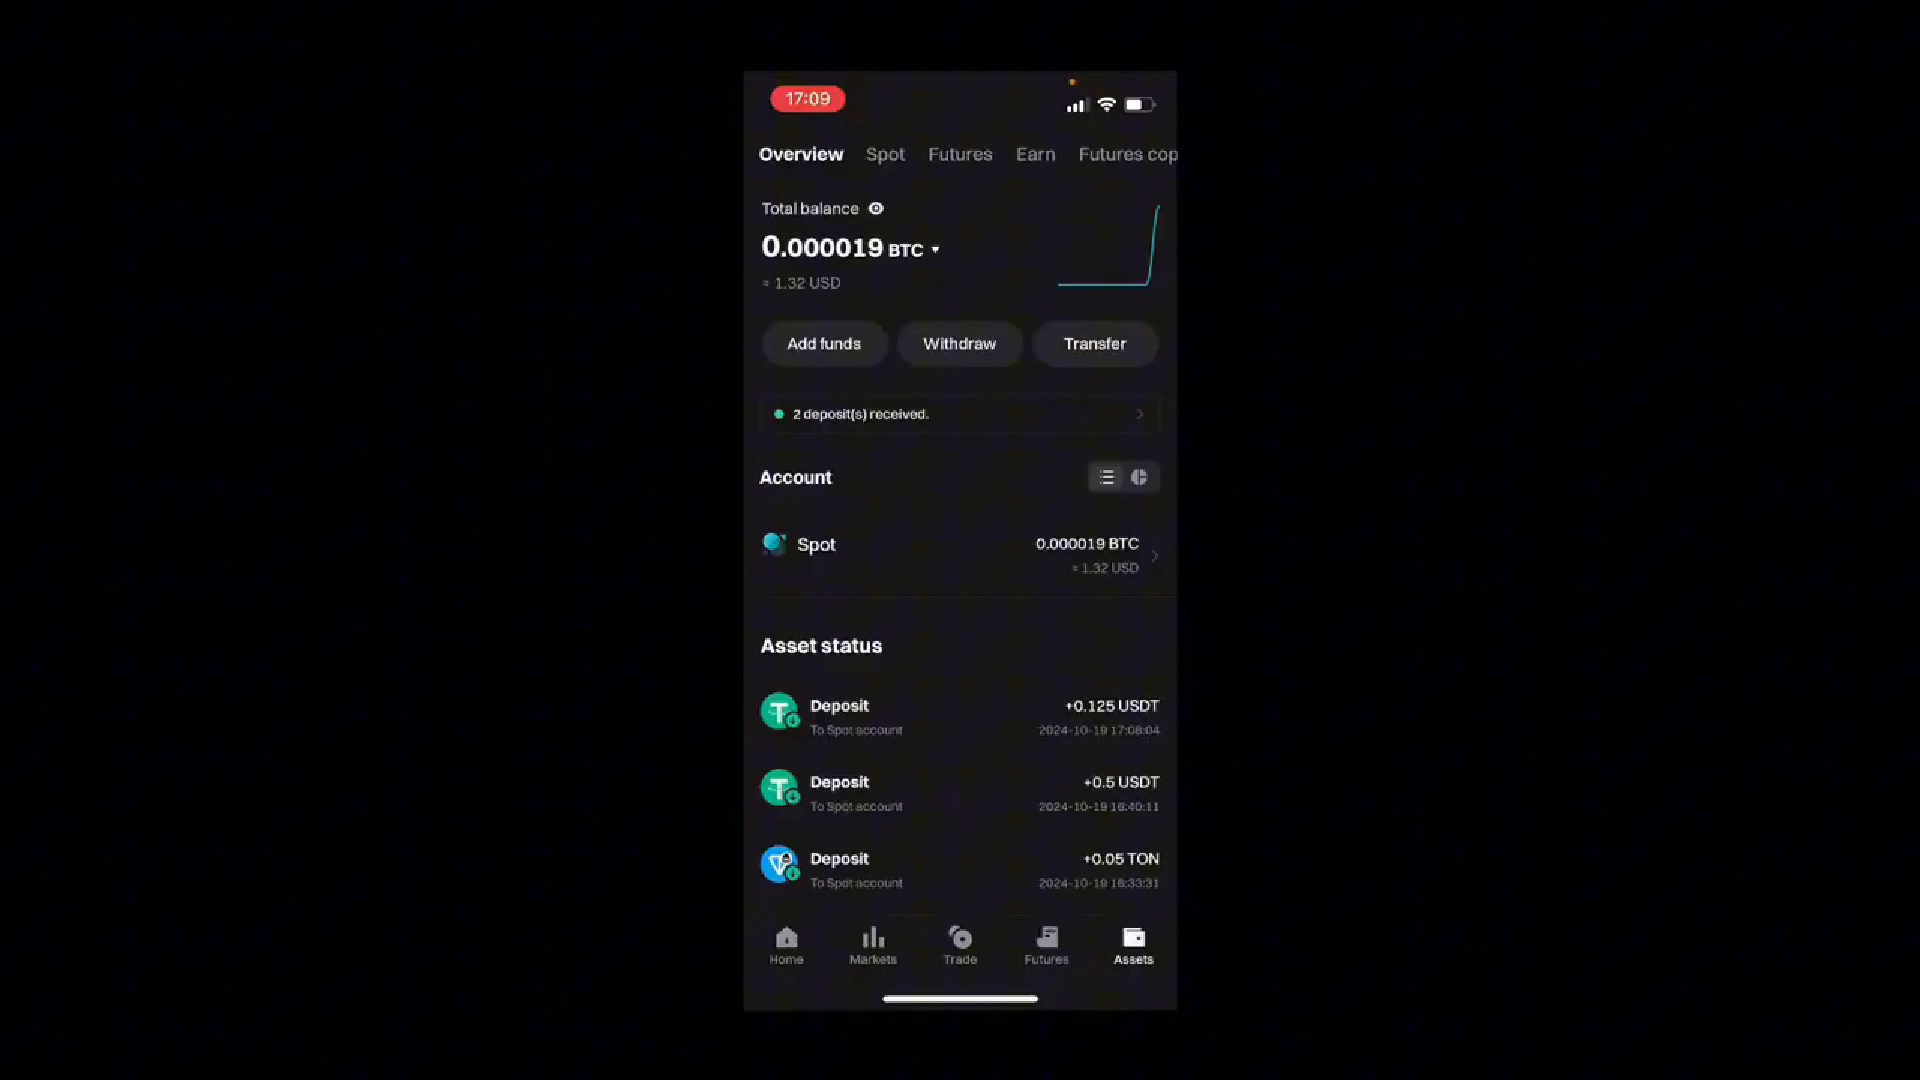 17:09
Overview Spot Futures Earn Futures cop
Total balance
0.000019 BTC
≈ 1.32 USD
Add funds Withdraw Transfer
2 deposit(s) received.
Account
Spot 0.000019 BTC
≈ 1.32 USD
Asset status
Deposit +0.125 USDT
To Spot account 2024-10-19 17:08:04
Deposit +0.5 USDT
To Spot account 2024-10-19 16:40:11
Deposit +0.05 TON
To Spot account 2024-10-19 16:33:31
Home Markets Trade Futures Assets